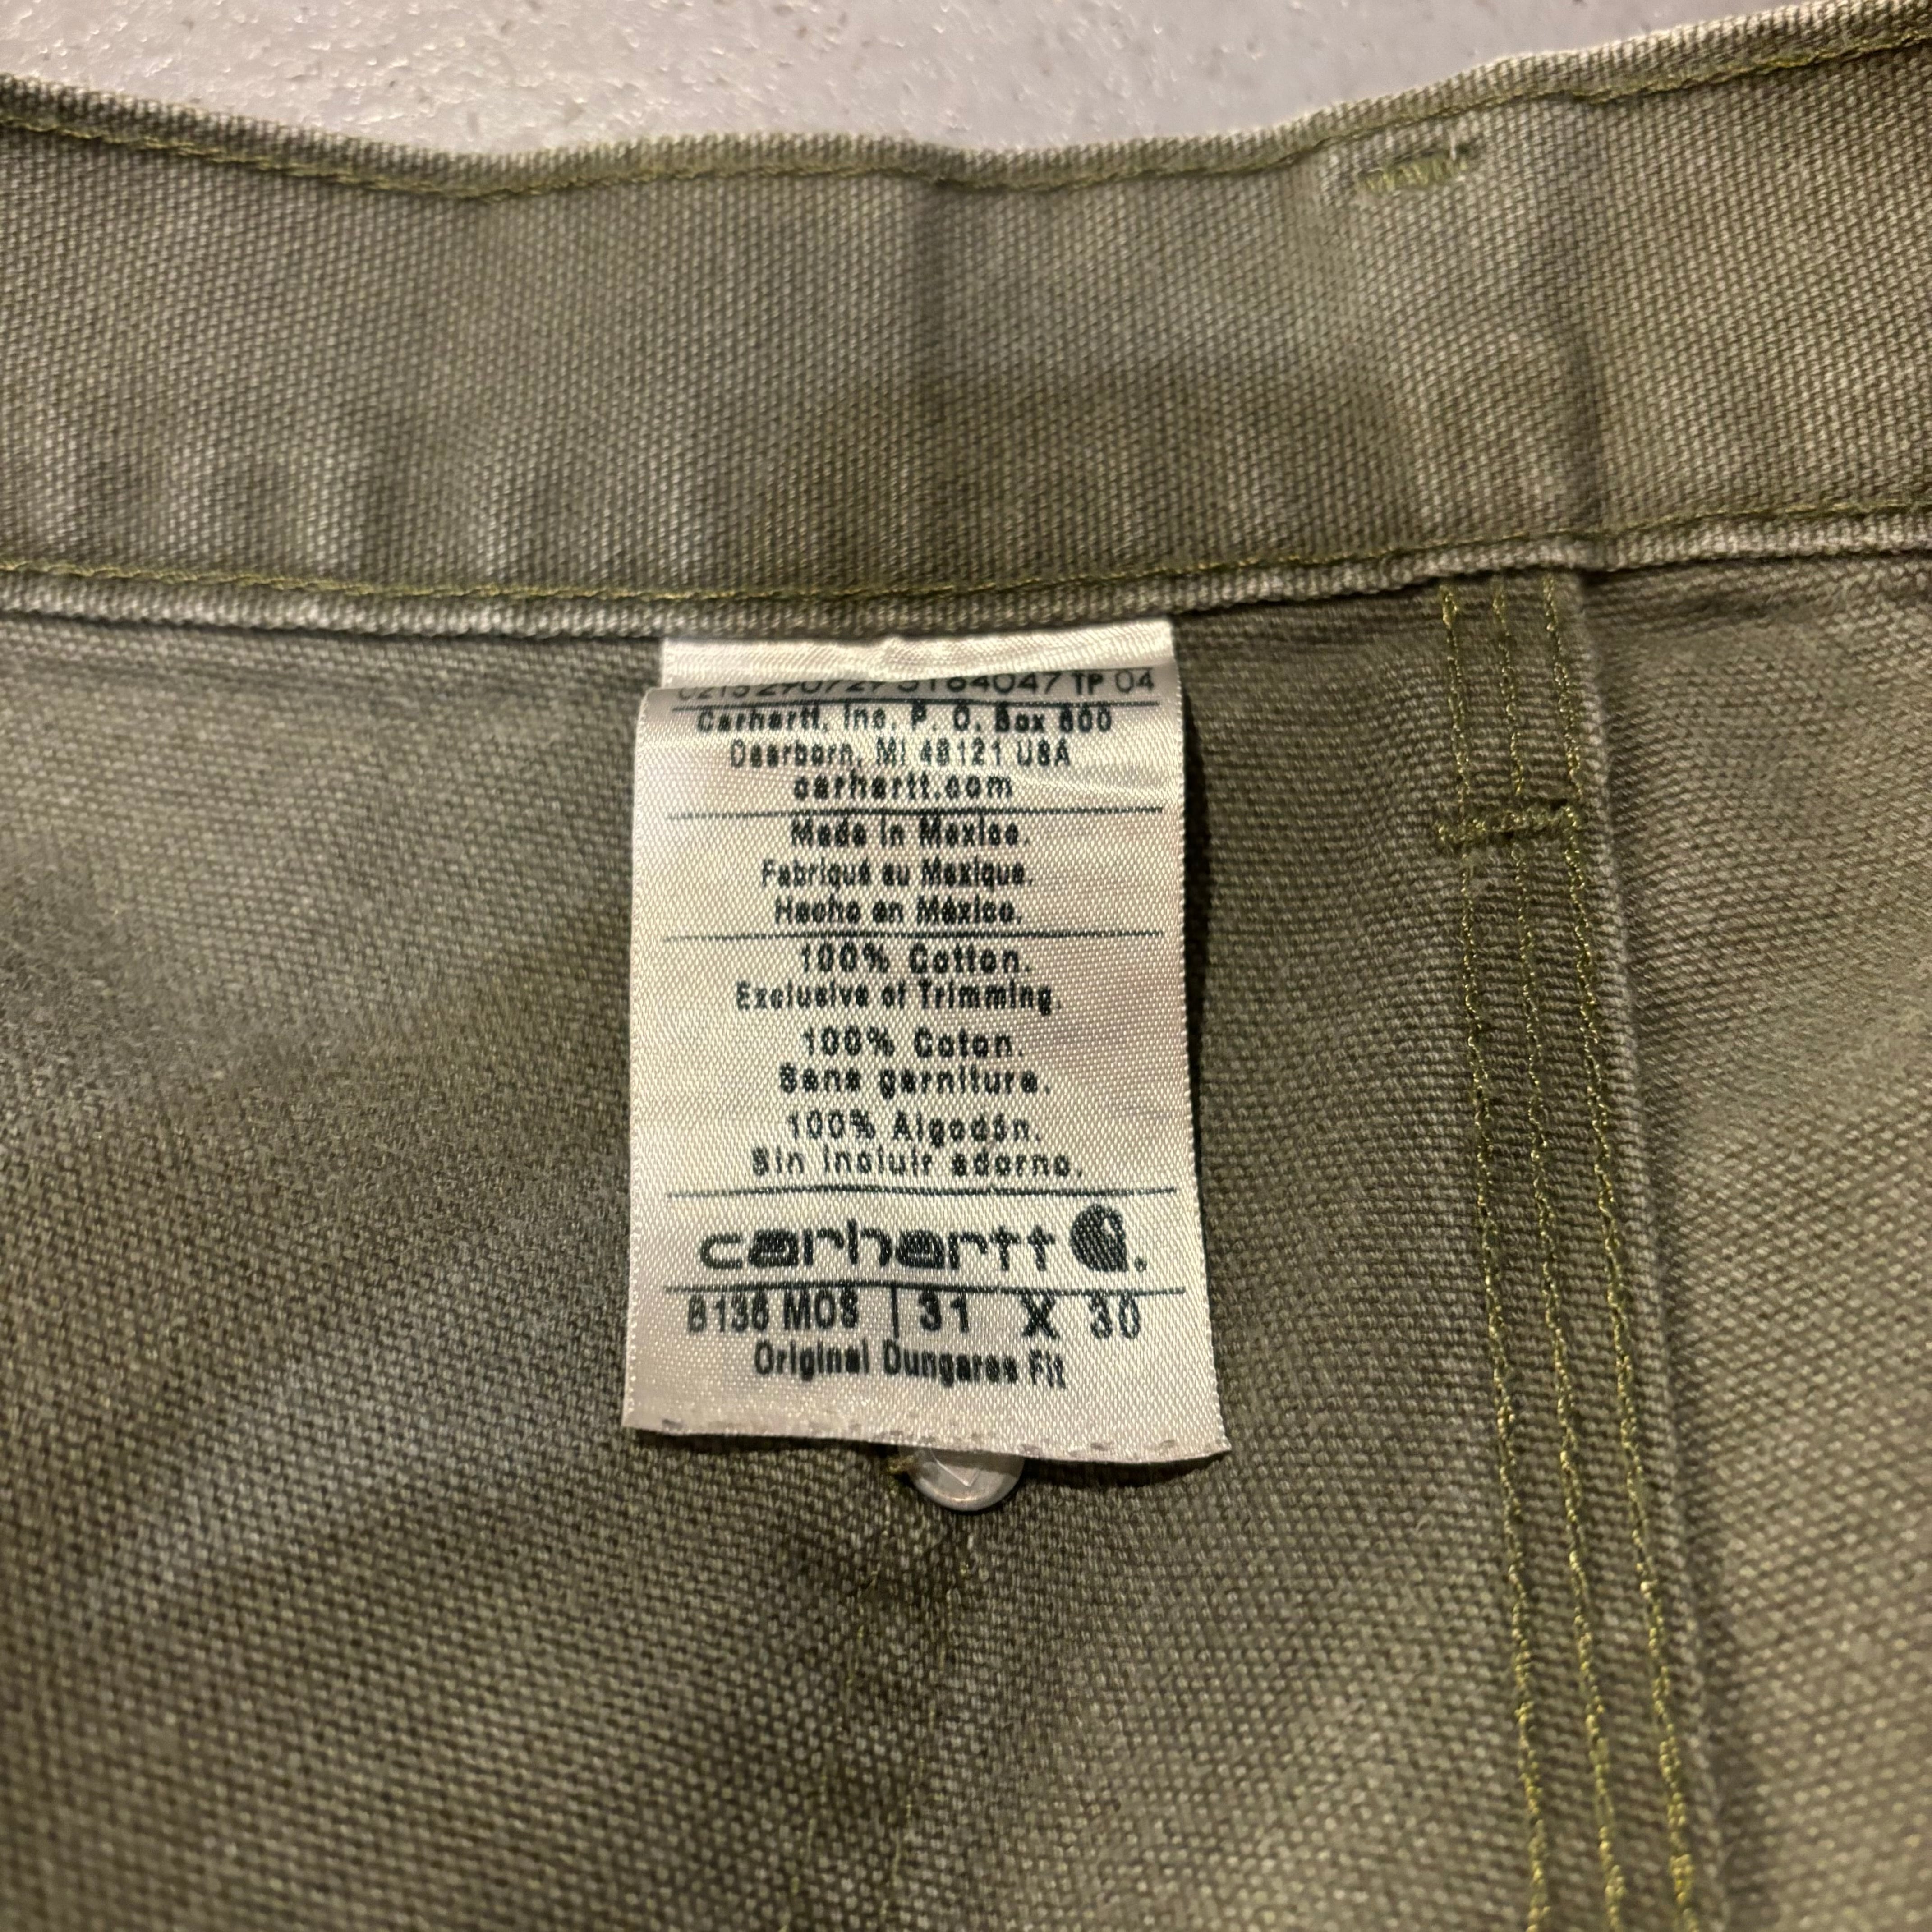 TP 04
Carhartt, Inc. P. O. Box 600
Dearborn, MI 48121 USA
carhartt.com
Made in Mexico.
Fabriqué au Mexique.
Hecho en México.
100% Cotton.
Exclusive of Trimming.
100% Coton.
Sans garniture.
100% Algodón.
Sin incluir adorno.
carhartt
B136 MOS 31 X 30
Original Dungaree Fit